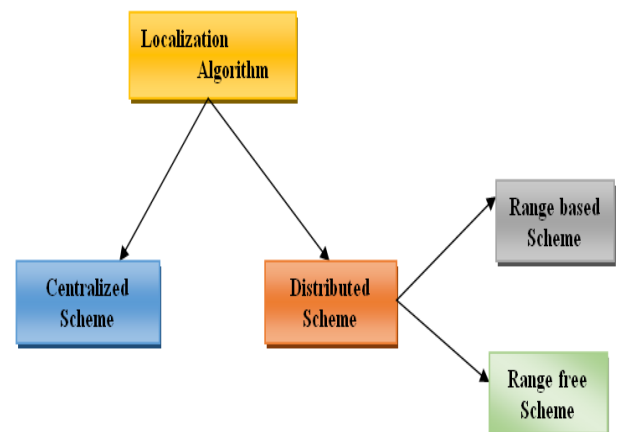 Localization
Algorithm
Centralized
Scheme
Distributed
Scheme
Range based
Scheme
Range free
Scheme